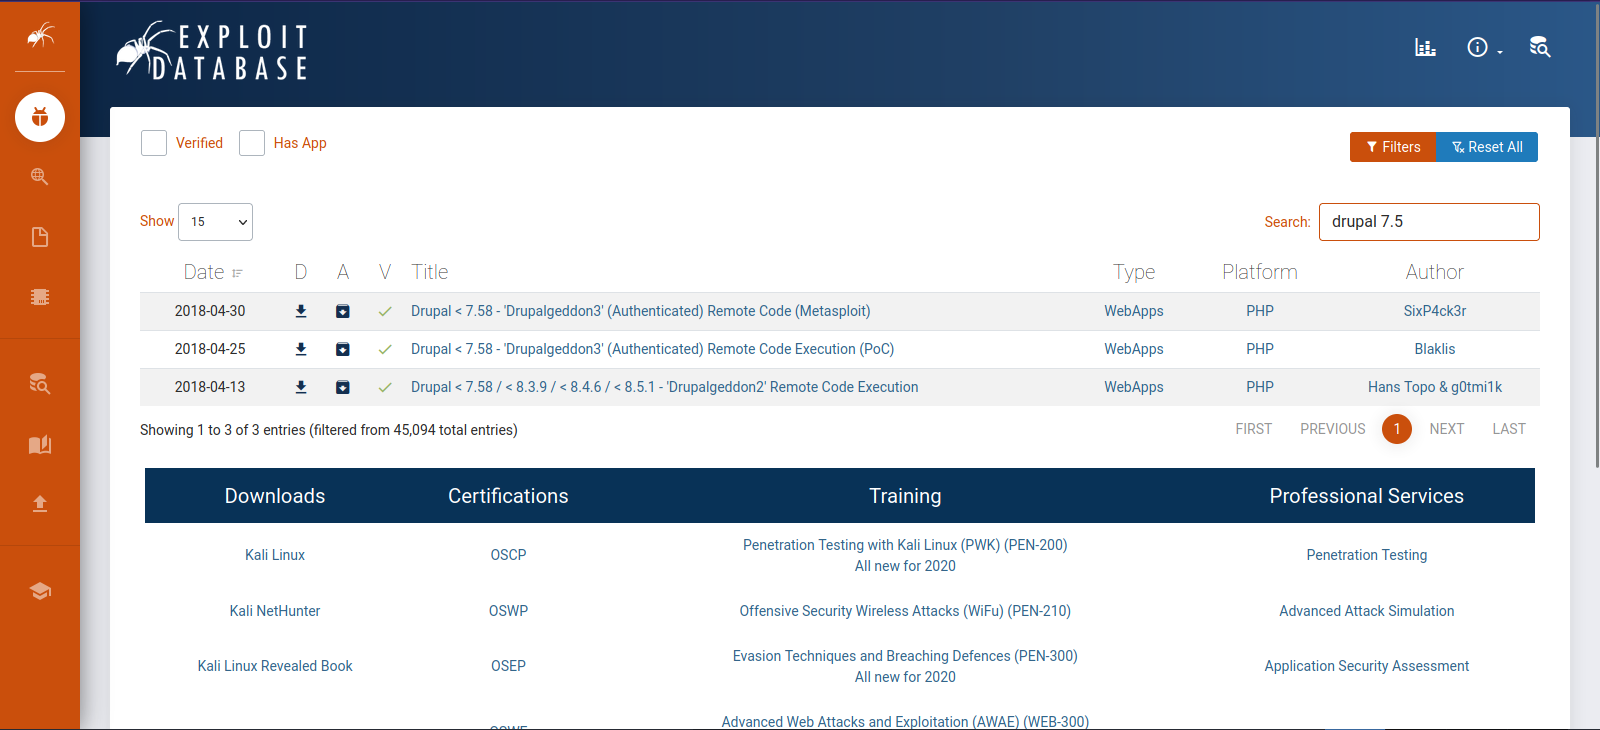 EXPLOIT
DATABASE
Verified Has App
Filters Reset All
Show 15 Search: drupal 7.5
Date D A V Title Type Platform Author
2018-04-30 Drupal < 7.58 - 'Drupalgeddon3' (Authenticated) Remote Code (Metasploit) WebApps PHP SixP4ck3r
2018-04-25 Drupal < 7.58 - 'Drupalgeddon3' (Authenticated) Remote Code Execution (PoC) WebApps PHP Blaklis
2018-04-13 Drupal < 7.58 / < 8.3.9 / < 8.4.6 / < 8.5.1 - 'Drupalgeddon2' Remote Code Execution WebApps PHP Hans Topo & g0tmi1k
Showing 1 to 3 of 3 entries (filtered from 45,094 total entries) FIRST PREVIOUS 1 NEXT LAST
Downloads Certifications Training Professional Services
Kali Linux OSCP Penetration Testing with Kali Linux (PWK) (PEN-200) Penetration Testing
All new for 2020
Kali NetHunter OSWP Offensive Security Wireless Attacks (WiFu) (PEN-210) Advanced Attack Simulation
Kali Linux Revealed Book OSEP Evasion Techniques and Breaching Defences (PEN-300) Application Security Assessment
All new for 2020
Advanced Web Attacks and Exploitation (AWAE) (WEB-300)